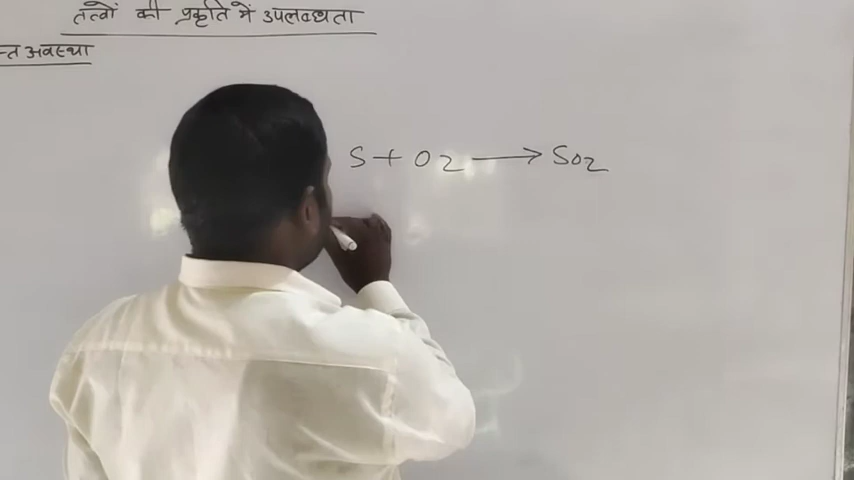 तत्वों की प्रकृति में उपलब्धता
अवस्था
S + O2 ⟶ SO2